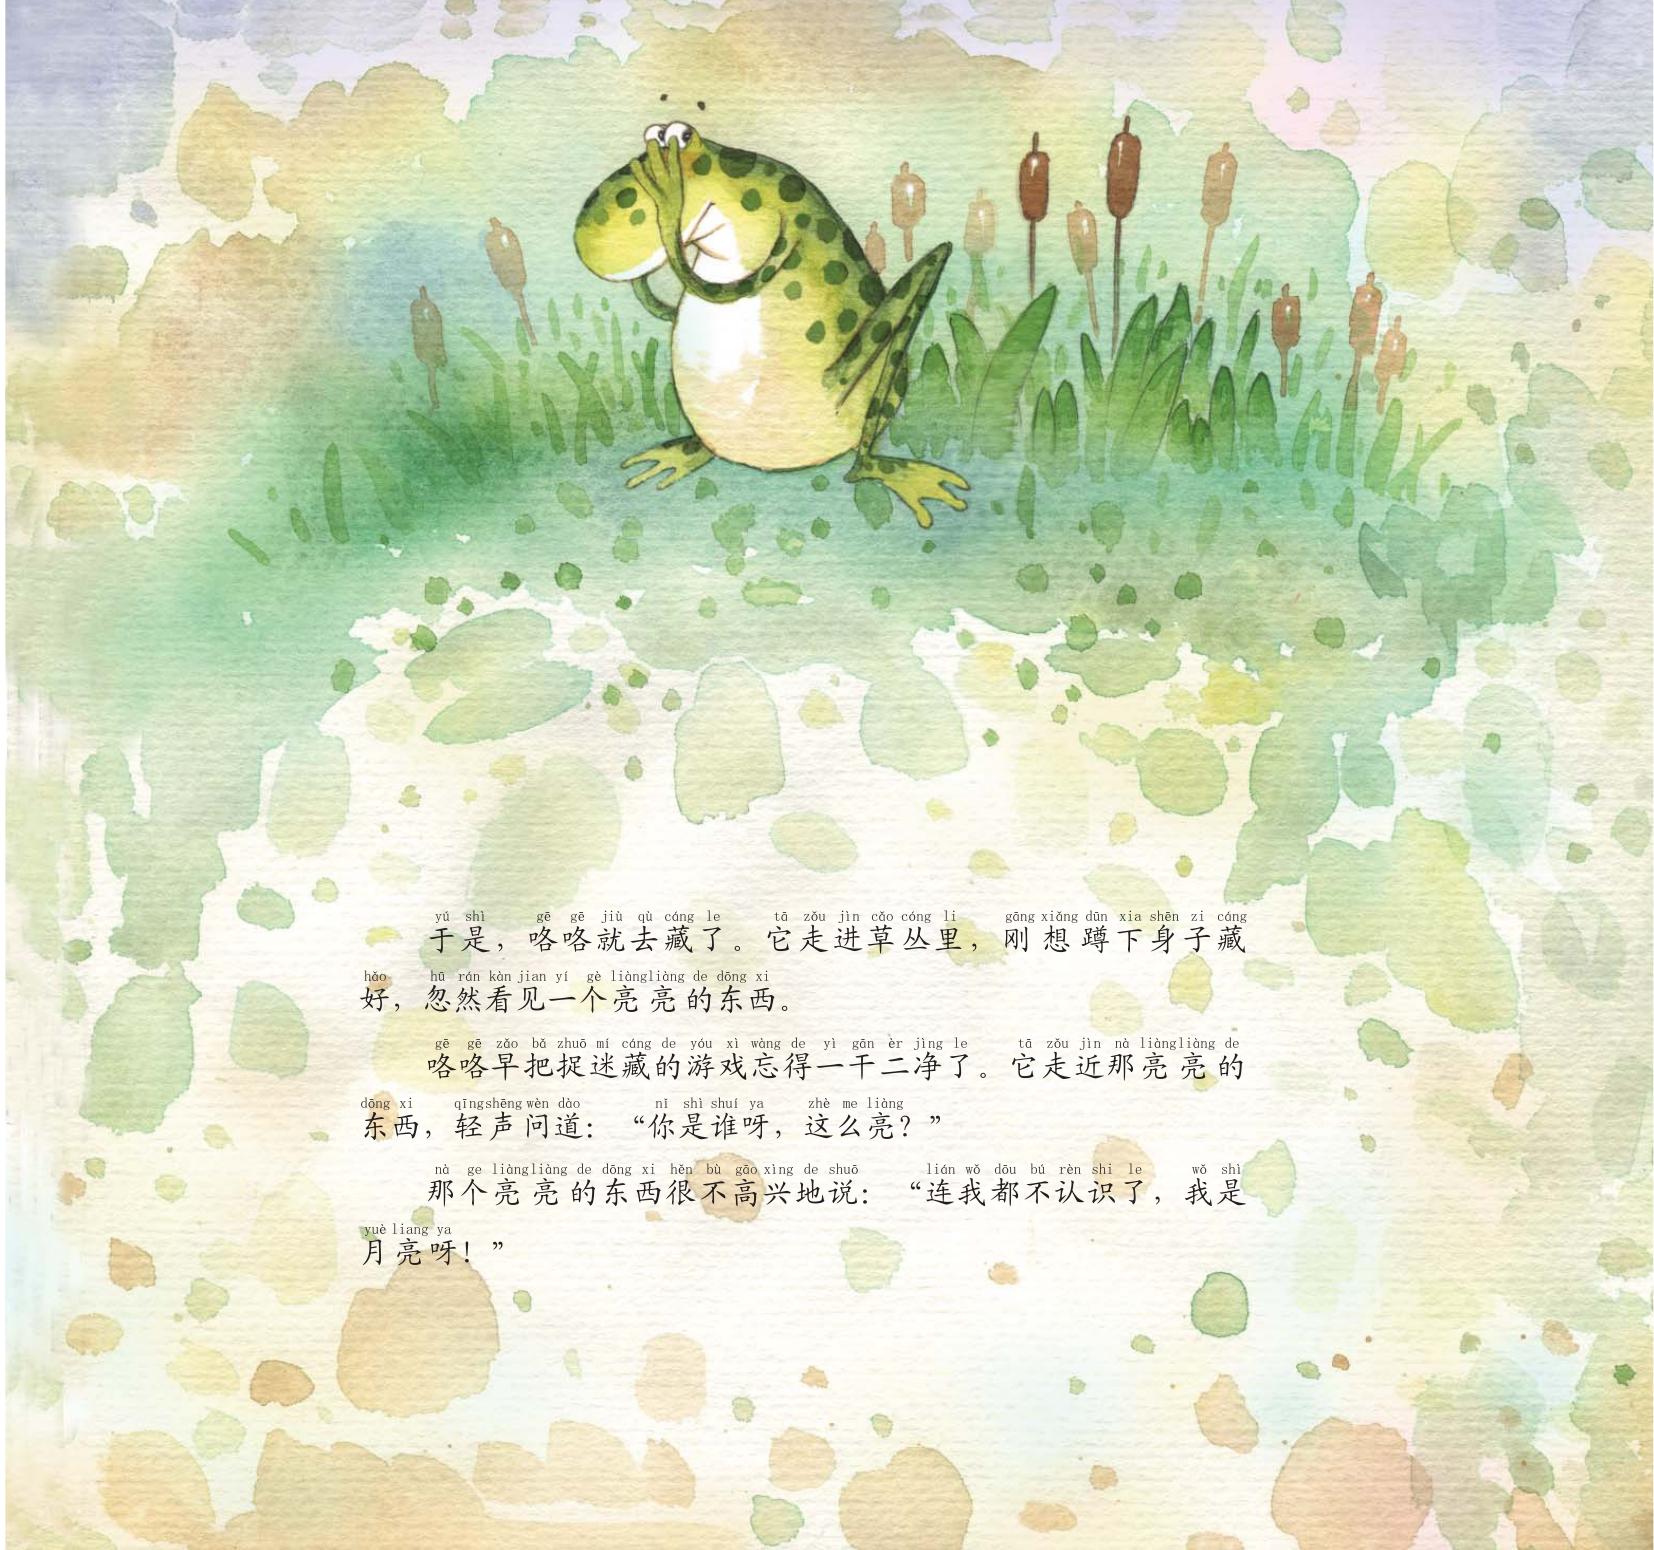 yú shì gē gē jiù qù cáng le tā zǒu jìn cǎo cóng li gāng xiǎng dūn xia shēn zi cáng
于是，咯咯就去藏了。它走进草丛里，刚想蹲下身子藏
hǎo hū rán kàn jian yí gè liàng liàng de dōng xi
好，忽然看见一个亮亮的东西。
gē gē zǎo bǎ zhuō mí cáng de yóu xì wàng de yì gān èr jìng le tā zǒu jìn nà liàng liàng de
咯咯早把捉迷藏的游戏忘得一干二净了。它走近那亮亮的
dōng xi qīng shēng wèn dào nǐ shì shuí ya zhè me liàng
东西，轻声问道：“你是谁呀，这么亮？”
nà ge liàng liàng de dōng xi hěn bù gāo xìng de shuō lián wǒ dōu bú rèn shi le wǒ shì
那个亮亮的东西很不高兴地说：“连我都不认识了，我是
yuè liang ya
月亮呀！”